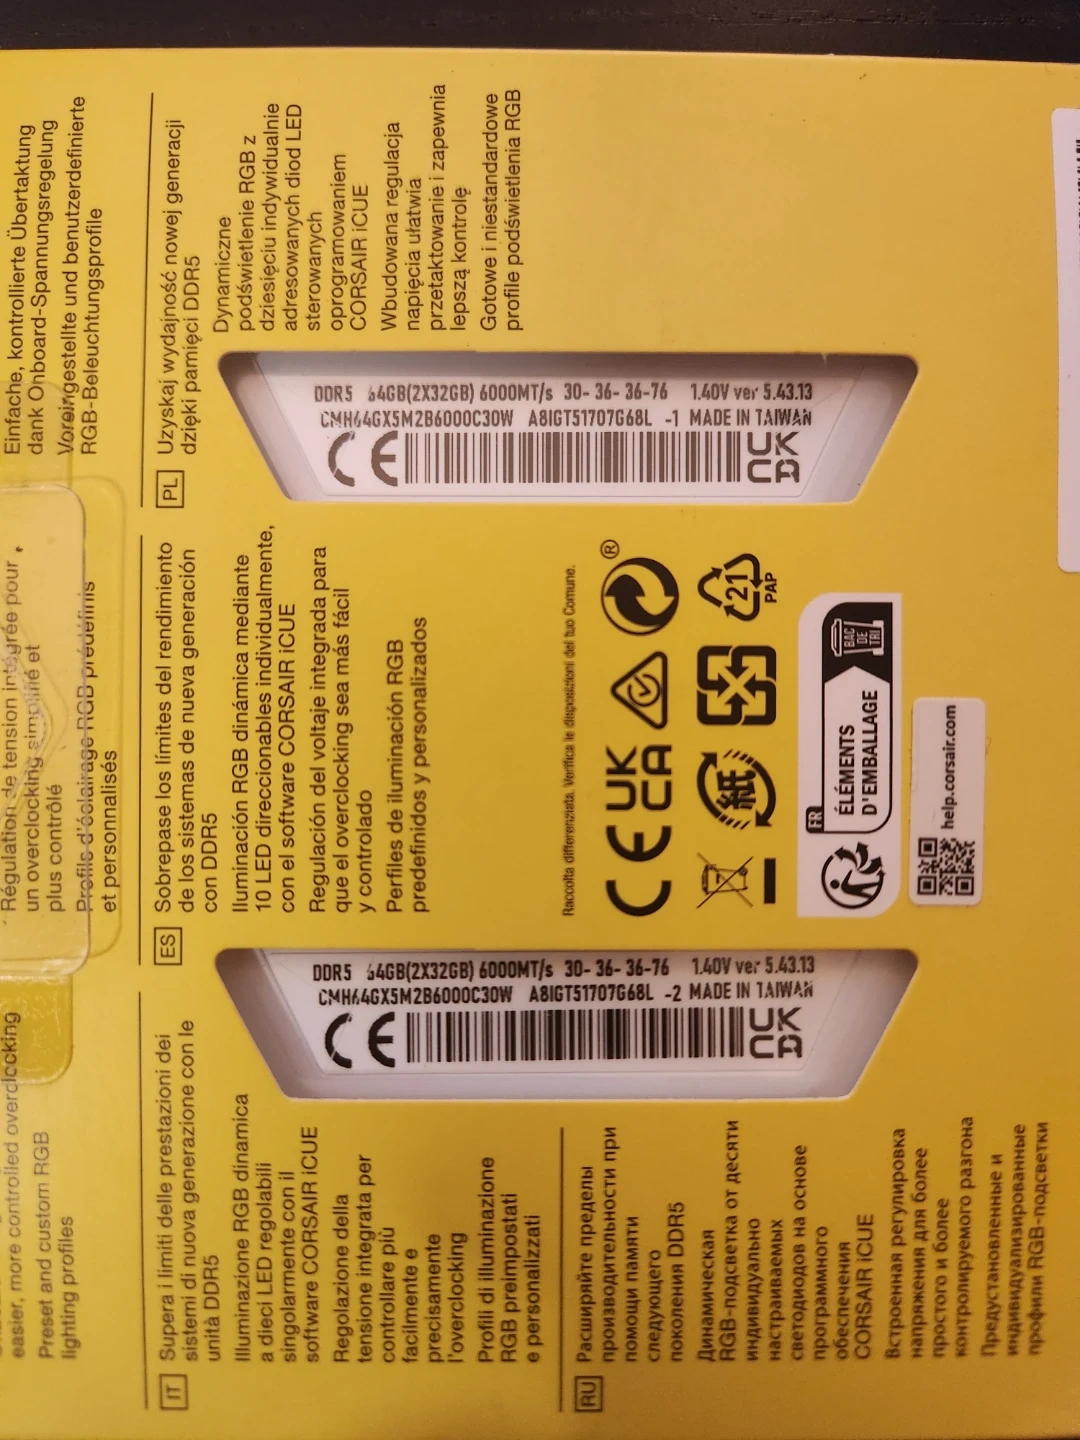 easier, more controlled overclocking
Preset and custom RGB
lighting profiles
Régulation de tension intégrée pour
un overclocking simplifié et
plus contrôlé
Profils d'éclairage RGB prédéfinis
et personnalisés
Einfache, kontrollierte Übertaktung
dank Onboard-Spannungsregelung
Voreingestellte und benutzerdefinierte
RGB-Beleuchtungsprofile
IT
Supera i limiti delle prestazioni dei
sistemi di nuova generazione con le
unità DDR5
Illuminazione RGB dinamica
a dieci LED regolabili
singolarmente con il
software CORSAIR iCUE
Regolazione della
tensione integrata per
controllare più
facilmente e
precisamente
l'overclocking
Profili di illuminazione
RGB preimpostati
e personalizzati
ES
Sobrepase los límites del rendimiento
de los sistemas de nueva generación
con DDR5
Iluminación RGB dinámica mediante
10 LED direccionables individualmente,
con el software CORSAIR iCUE
Regulación del voltaje integrada para
que el overclocking sea más fácil
y controlado
Perfiles de iluminación RGB
predefinidos y personalizados
PL
Uzyskaj wydajność nowej generacji
dzięki pamięci DDR5
Dynamiczne
podświetlenie RGB z
dziesięciu indywidualnie
adresowanych diod LED
sterowanych
oprogramowaniem
CORSAIR iCUE
Wbudowana regulacja
napięcia ułatwia
przetaktowanie i zapewnia
lepszą kontrolę
Gotowe i niestandardowe
profile podświetlenia RGB
RU
Расширяйте пределы
производительности при
помощи памяти
следующего
поколения DDR5
Динамическая
RGB-подсветка от десяти
индивидуально
настраиваемых
светодиодов на основе
программного
обеспечения
CORSAIR iCUE
Встроенная регулировка
напряжения для более
простого и более
контролируемого разгона
Предустановленные и
индивидуализированные
профили RGB-подсветки
DDR5 64GB(2X32GB) 6000MT/s 30-36-36-76 1.40V ver 5.43.13
CMH64GX5M2B6000C30W A8IGT51707G68L -1 MADE IN TAIWAN
CE UKCA
DDR5 64GB(2X32GB) 6000MT/s 30-36-36-76 1.40V ver 5.43.13
CMH64GX5M2B6000C30W A8IGT51707G68L -2 MADE IN TAIWAN
CE UKCA
Raccolta differenziata. Verifica le disposizioni del tuo Comune.
CE UK CA ®
紙 21 PAP
FR
ÉLÉMENTS
D'EMBALLAGE
BAC
DE
TRI
help.corsair.com